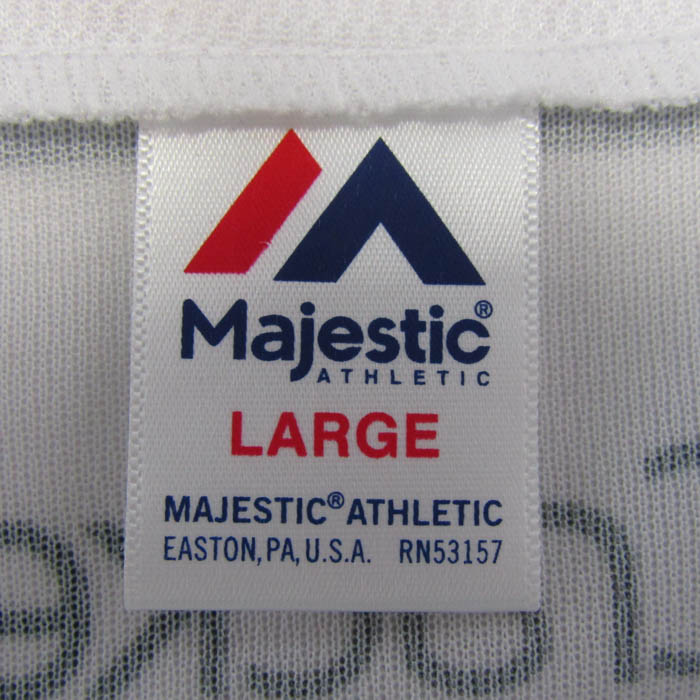 Majestic®
ATHLETIC
LARGE
MAJESTIC® ATHLETIC
EASTON, PA, U.S.A. RN53157